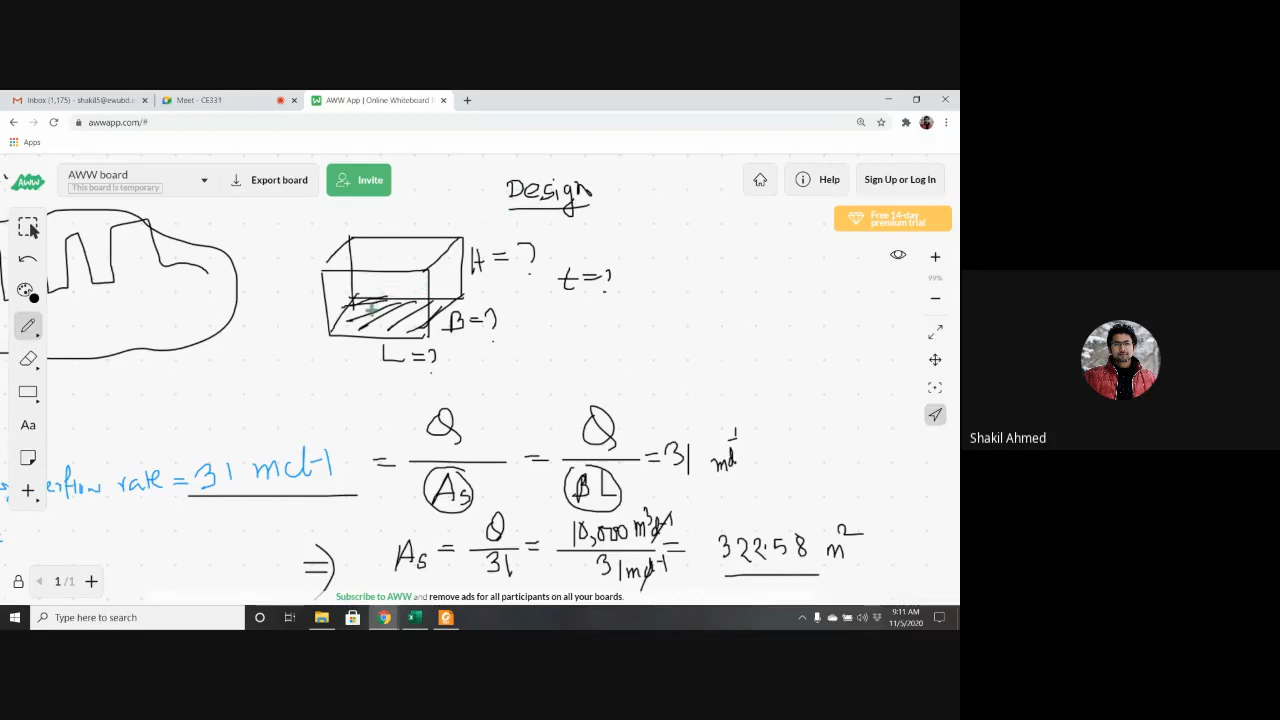 Inbox (1,175) - shakil5@ewubd.
Meet - CE331
AWW App | Online Whiteboard
awwapp.com/#
Apps
AWW
AWW board
This board is temporary
Export board
Invite
Help
Sign Up or Log In
Free 14-day
premium trial
99%
Design
H = ?
t = ?
B = ?
L = ?
rflow rate = 31 md-1 = Q / As = Q / BL = 31 md-1
⇒ As = Q / 31 = 10,000 m3d-1 / 31 md-1 = 322.58 m2
Aa
1 / 1
Subscribe to AWW and remove ads for all participants on all your boards.
Type here to search
9:11 AM
11/5/2020
Shakil Ahmed